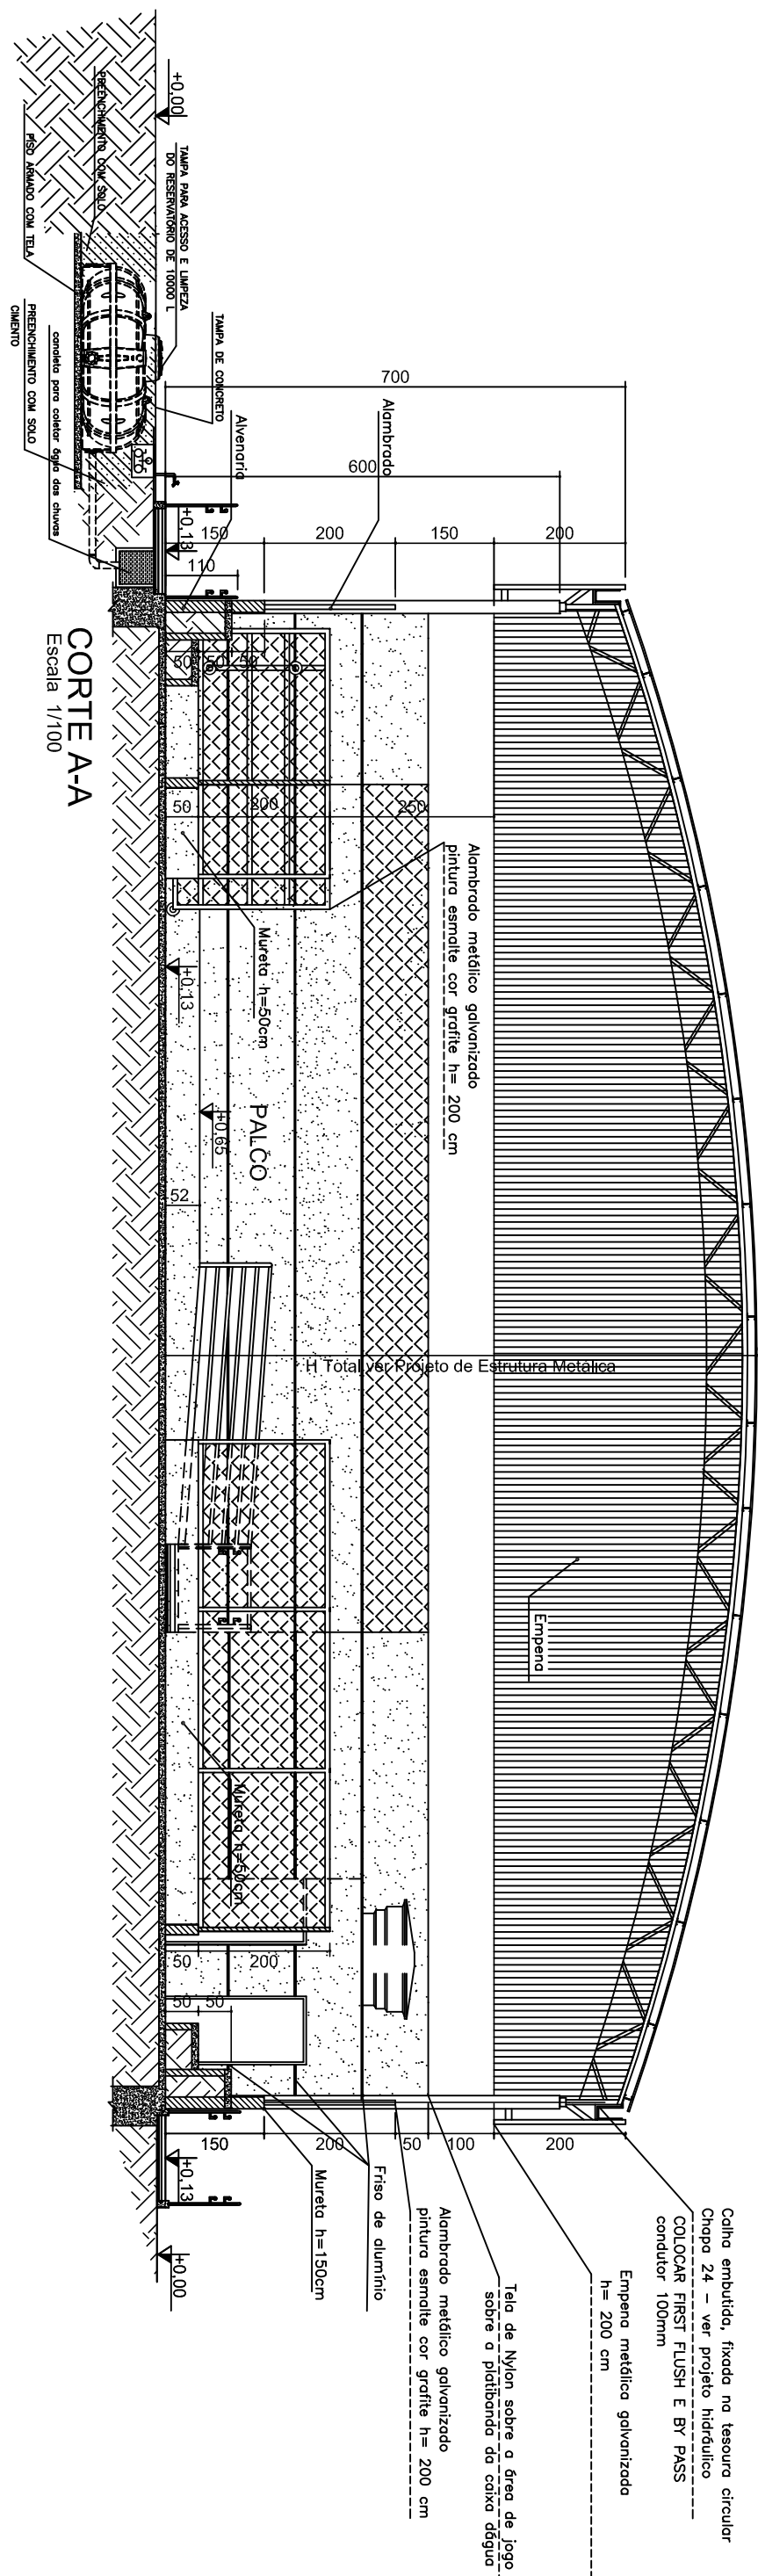 +0,00
PREENCHIMENTO COM SOLO
PISO ARMADO COM TELA
TAMPA PARA ACESSO E LIMPEZA
DO RESERVATÓRIO DE 10000 L
TAMPA DE CONCRETO
PREENCHIMENTO COM SOLO
CIMENTO
canaleta para coletar água das chuvas
Alvenaria
Alambrado
700
600
150
200
150
200
110
+0,13
CORTE A-A
Escala 1/100
50
50
50
50
200
250
Alambrado metálico galvanizado
pintura esmalte cor grafite h= 200 cm
Mureta h=50cm
+0,13
PALCO
+0,65
52
H Total ver Projeto de Estrutura Metálica
Empena
Mureta h=50cm
50
200
50
50
150
200
50
100
200
+0,13
+0,00
Mureta h=150cm
Friso de alumínio
Alambrado metálico galvanizado
pintura esmalte cor grafite h= 200 cm
Tela de Nylon sobre a área de jogo
sobre a platibanda da caixa dágua
Empena metálica galvanizada
h= 200 cm
Calha embutida, fixada na tesoura circular
Chapa 24 – ver projeto hidráulico
COLOCAR FIRST FLUSH E BY PASS
condutor 100mm